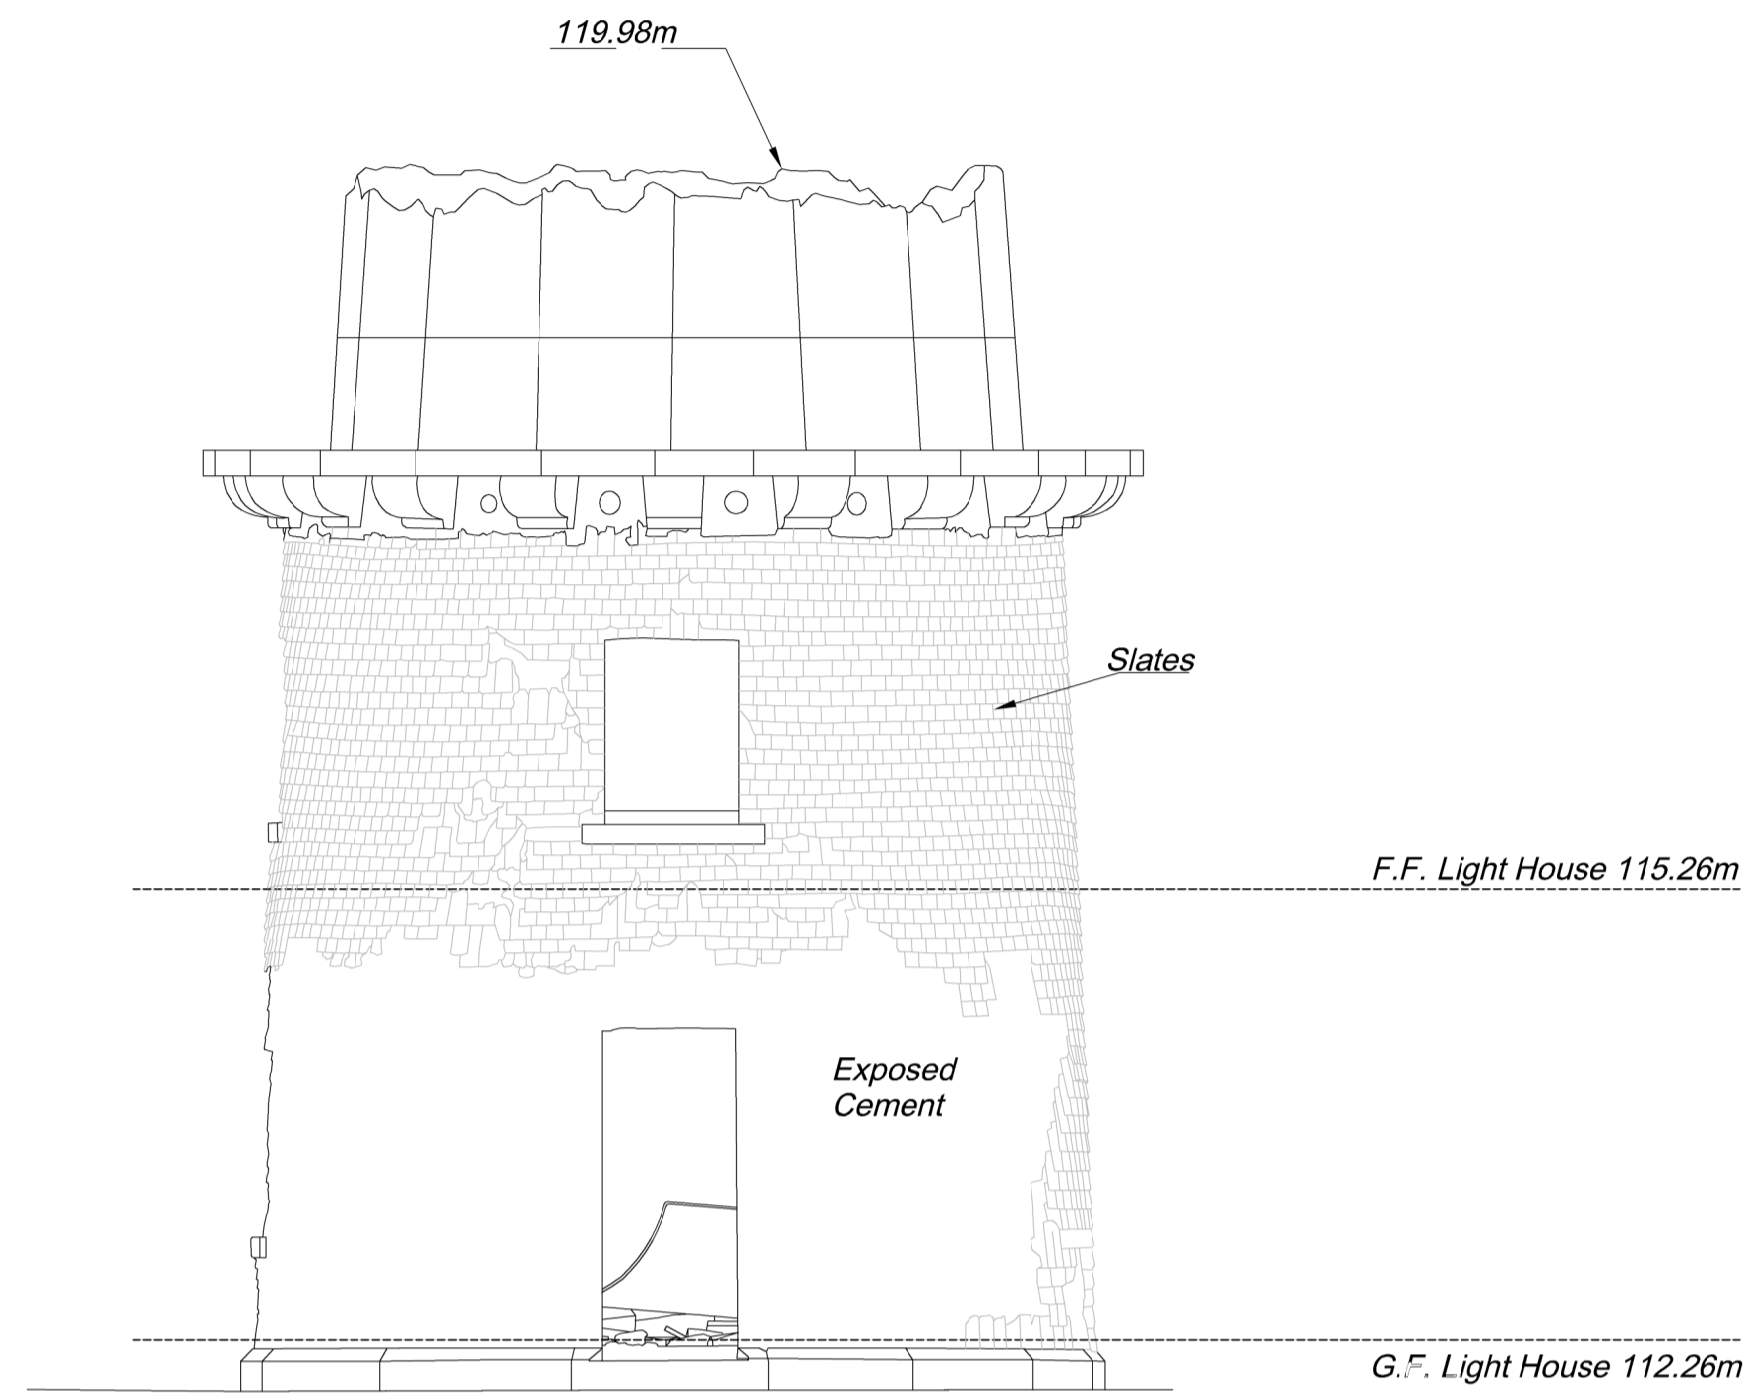 119.98m
Slates
F.F. Light House 115.26m
Exposed
Cement
G.F. Light House 112.26m